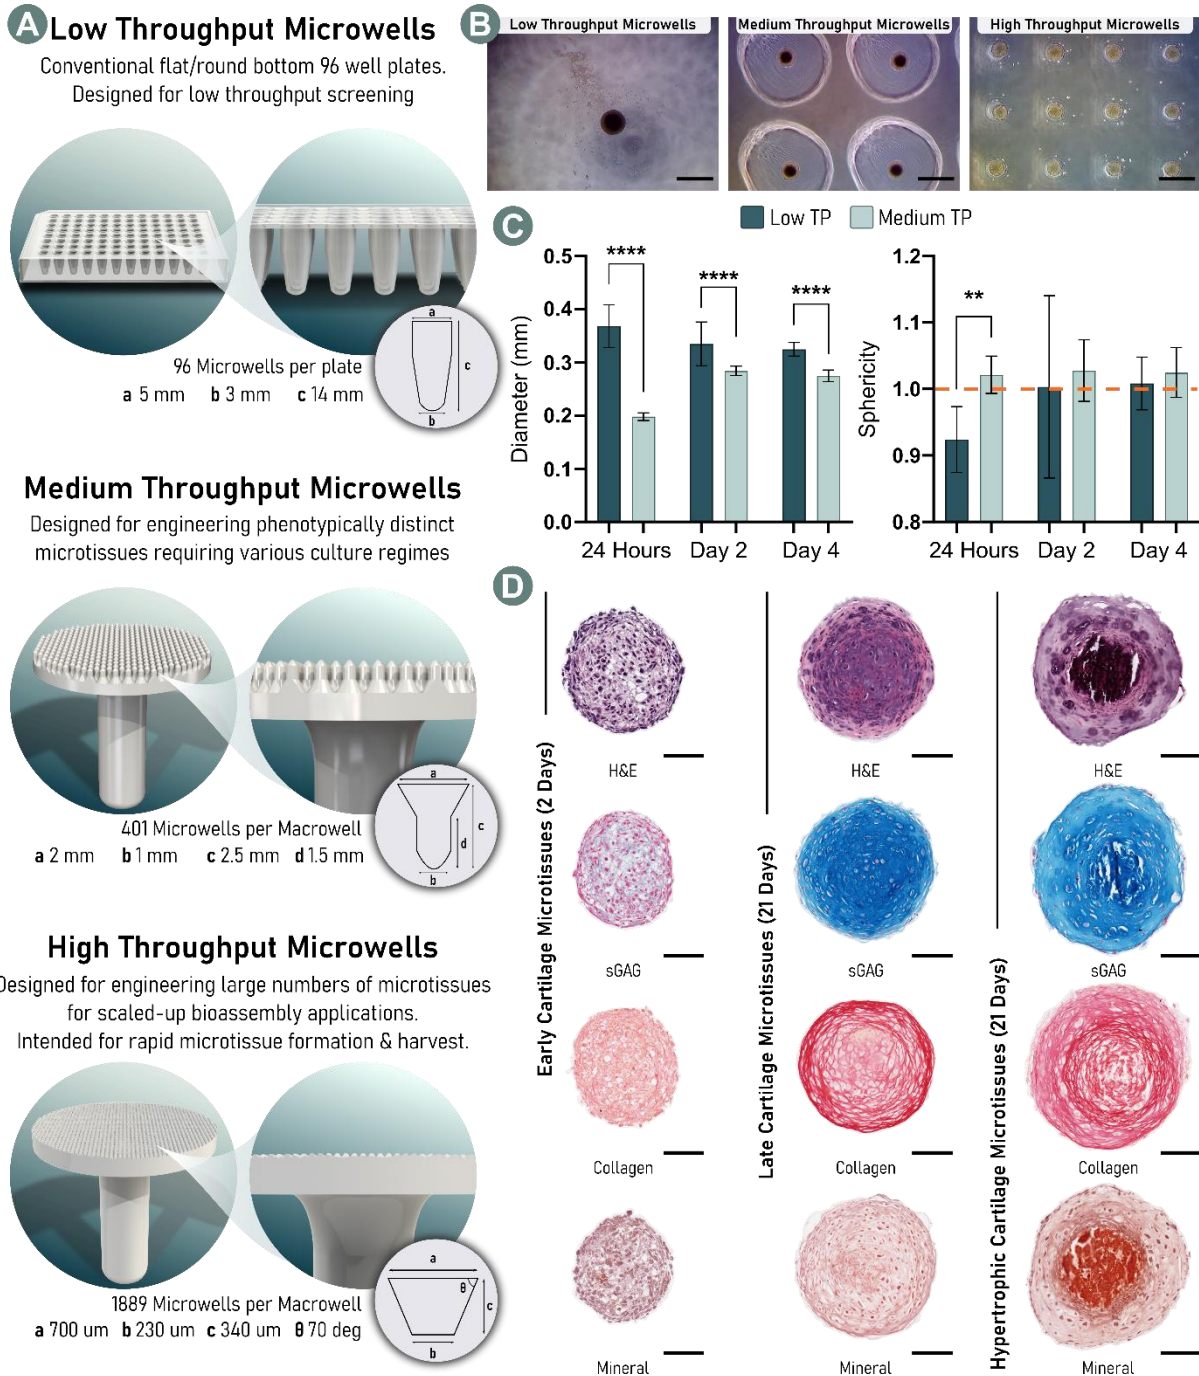 A
Low Throughput Microwells
Conventional flat/round bottom 96 well plates.
Designed for low throughput screening
a
c
b
96 Microwells per plate
a 5 mm b 3 mm c 14 mm
Medium Throughput Microwells
Designed for engineering phenotypically distinct
microtissues requiring various culture regimes
a
c
d
b
401 Microwells per Macrowell
a 2 mm b 1 mm c 2.5 mm d 1.5 mm
High Throughput Microwells
Designed for engineering large numbers of microtissues
for scaled-up bioassembly applications.
Intended for rapid microtissue formation & harvest.
a
θ
c
b
1889 Microwells per Macrowell
a 700 um b 230 um c 340 um θ 70 deg
B
Low Throughput Microwells
Medium Throughput Microwells
High Throughput Microwells
C
Low TP
Medium TP
Diameter (mm)
0.5
0.4
0.3
0.2
0.1
0.0
****
****
****
24 Hours
Day 2
Day 4
Sphericity
1.2
1.1
1.0
0.9
0.8
**
24 Hours
Day 2
Day 4
D
Early Cartilage Microtissues (2 Days)
H&E
sGAG
Collagen
Mineral
Late Cartilage Microtissues (21 Days)
H&E
sGAG
Collagen
Mineral
Hypertrophic Cartilage Microtissues (21 Days)
H&E
sGAG
Collagen
Mineral